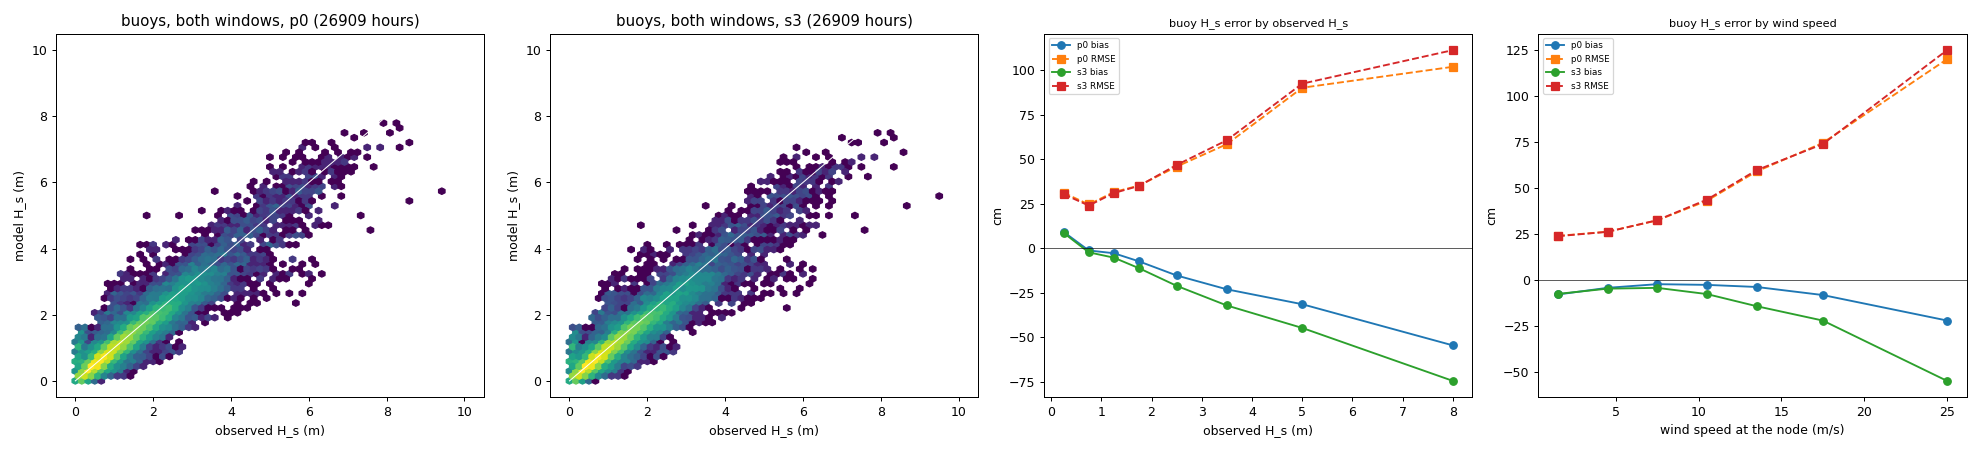 buoys, both windows, p0 (26909 hours)
10
8
6
4
2
0
model H_s (m)
0 2 4 6 8 10
observed H_s (m)
buoys, both windows, s3 (26909 hours)
10
8
6
4
2
0
model H_s (m)
0 2 4 6 8 10
observed H_s (m)
buoy H_s error by observed H_s
p0 bias
p0 RMSE
s3 bias
s3 RMSE
100
75
50
25
0
−25
−50
−75
cm
0 1 2 3 4 5 6 7 8
observed H_s (m)
buoy H_s error by wind speed
p0 bias
p0 RMSE
s3 bias
s3 RMSE
125
100
75
50
25
0
−25
−50
cm
5 10 15 20 25
wind speed at the node (m/s)